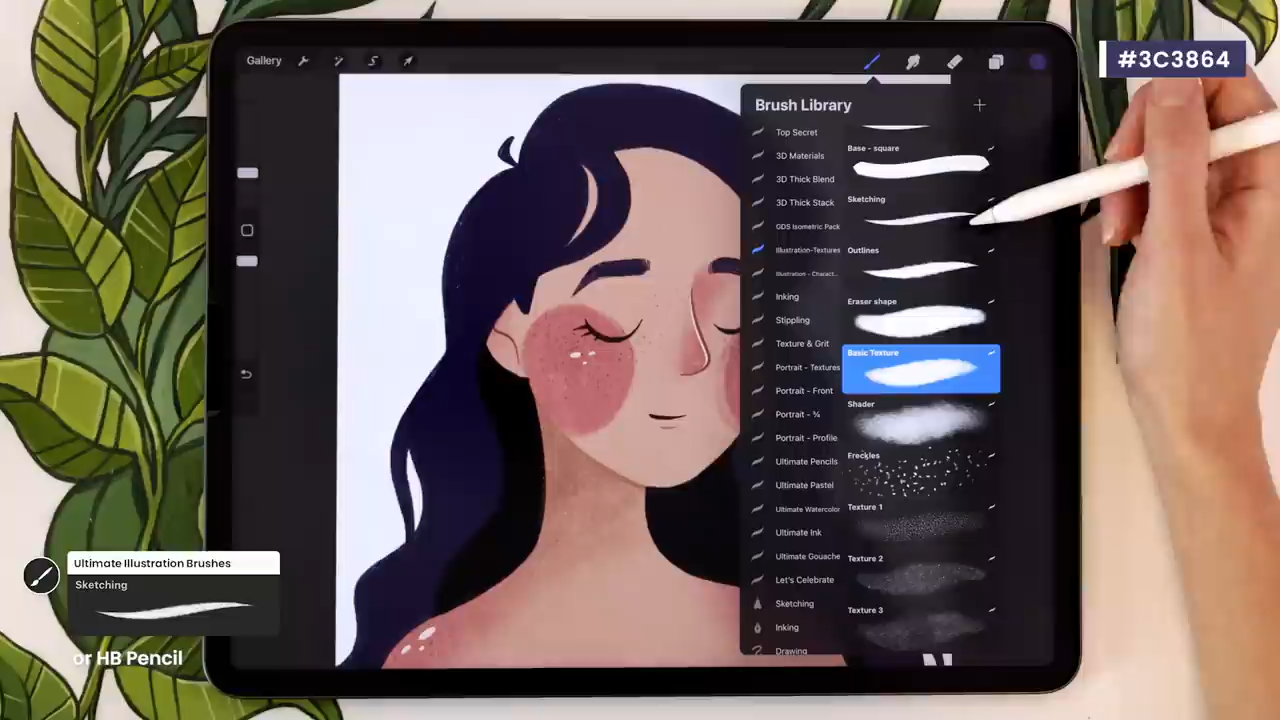 Gallery
#3C3864
Brush Library
Top Secret
3D Materials
3D Thick Blend
3D Thick Stack
GDS Isometric Pack
Illustration-Textures
Illustration - Charact...
Inking
Stippling
Texture & Grit
Portrait - Textures
Portrait - Front
Portrait - ¾
Portrait - Profile
Ultimate Pencils
Ultimate Pastel
Ultimate Watercolor
Ultimate Ink
Ultimate Gouache
Let's Celebrate
Sketching
Inking
Drawing
Base - square
Sketching
Outlines
Eraser shape
Basic Texture
Shader
Freckles
Texture 1
Texture 2
Texture 3
Ultimate Illustration Brushes
Sketching
or HB Pencil